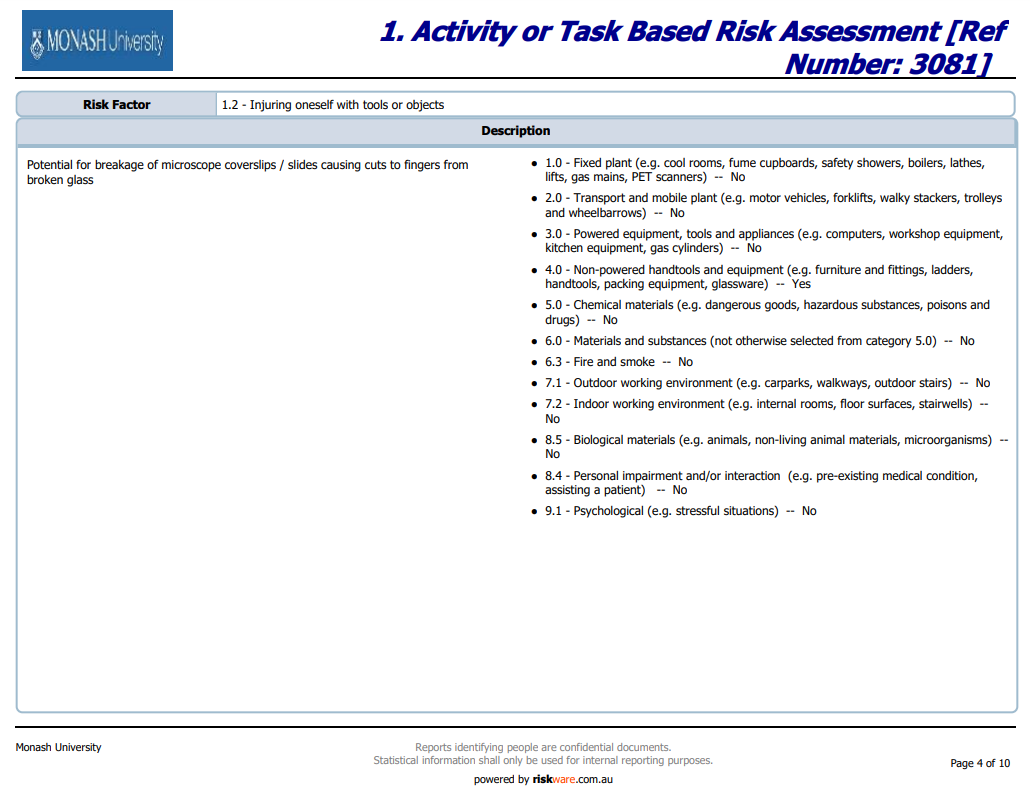 MONASH University
1. Activity or Task Based Risk Assessment [Ref
Number: 3081]
Risk Factor
1.2 - Injuring oneself with tools or objects
Description
Potential for breakage of microscope coverslips / slides causing cuts to fingers from
broken glass
• 1.0 - Fixed plant (e.g. cool rooms, fume cupboards, safety showers, boilers, lathes,
lifts, gas mains, PET scanners) -- No
• 2.0 - Transport and mobile plant (e.g. motor vehicles, forklifts, walky stackers, trolleys
and wheelbarrows) -- No
• 3.0 - Powered equipment, tools and appliances (e.g. computers, workshop equipment,
kitchen equipment, gas cylinders) -- No
• 4.0 - Non-powered handtools and equipment (e.g. furniture and fittings, ladders,
handtools, packing equipment, glassware) -- Yes
• 5.0 - Chemical materials (e.g. dangerous goods, hazardous substances, poisons and
drugs) -- No
• 6.0 - Materials and substances (not otherwise selected from category 5.0) -- No
• 6.3 - Fire and smoke -- No
• 7.1 - Outdoor working environment (e.g. carparks, walkways, outdoor stairs) -- No
• 7.2 - Indoor working environment (e.g. internal rooms, floor surfaces, stairwells) --
No
• 8.5 - Biological materials (e.g. animals, non-living animal materials, microorganisms) --
No
• 8.4 - Personal impairment and/or interaction (e.g. pre-existing medical condition,
assisting a patient) -- No
• 9.1 - Psychological (e.g. stressful situations) -- No
Monash University
Reports identifying people are confidential documents.
Statistical information shall only be used for internal reporting purposes.
Page 4 of 10
powered by riskware.com.au